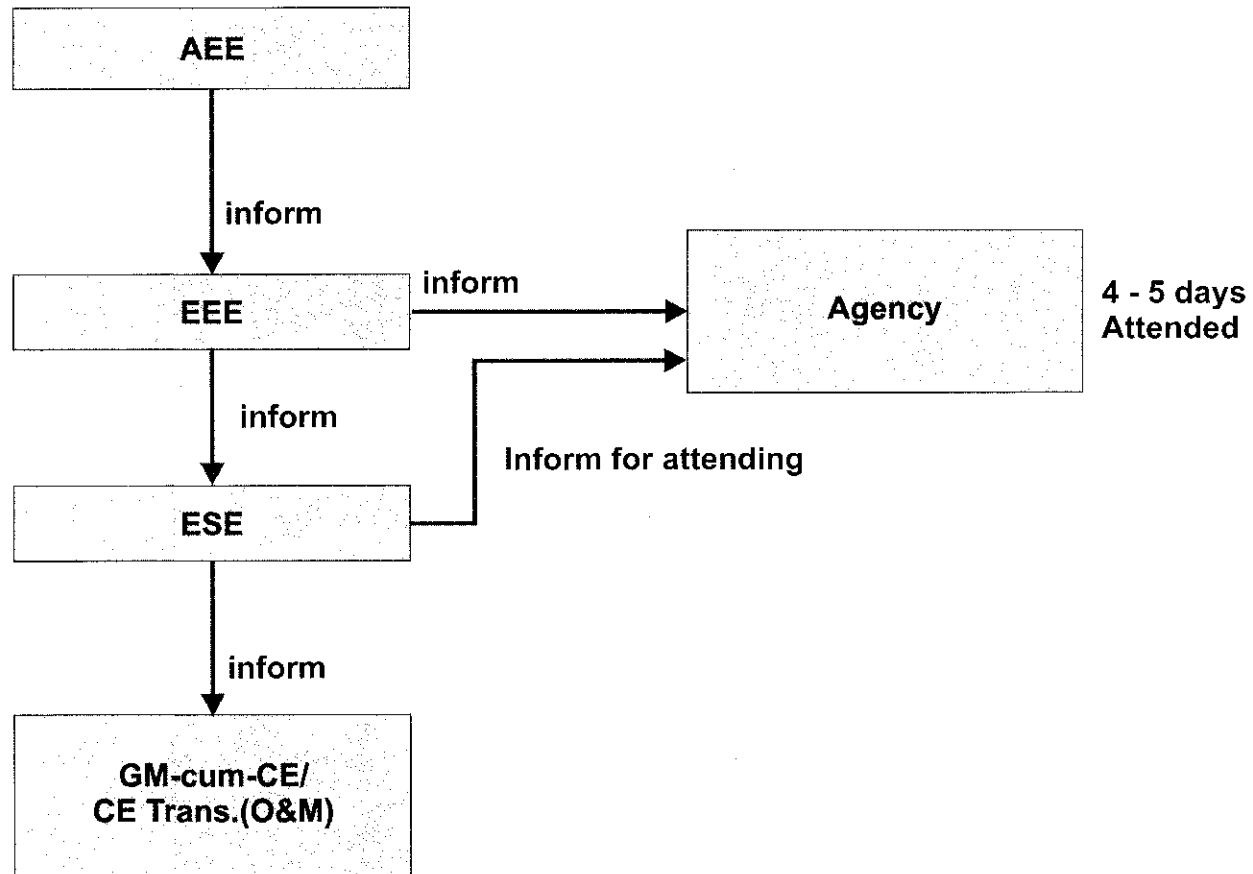 AEE
inform
EEE
inform
Agency
4 - 5 days
Attended
inform
Inform for attending
ESE
inform
GM-cum-CE/
CE Trans.(O&M)